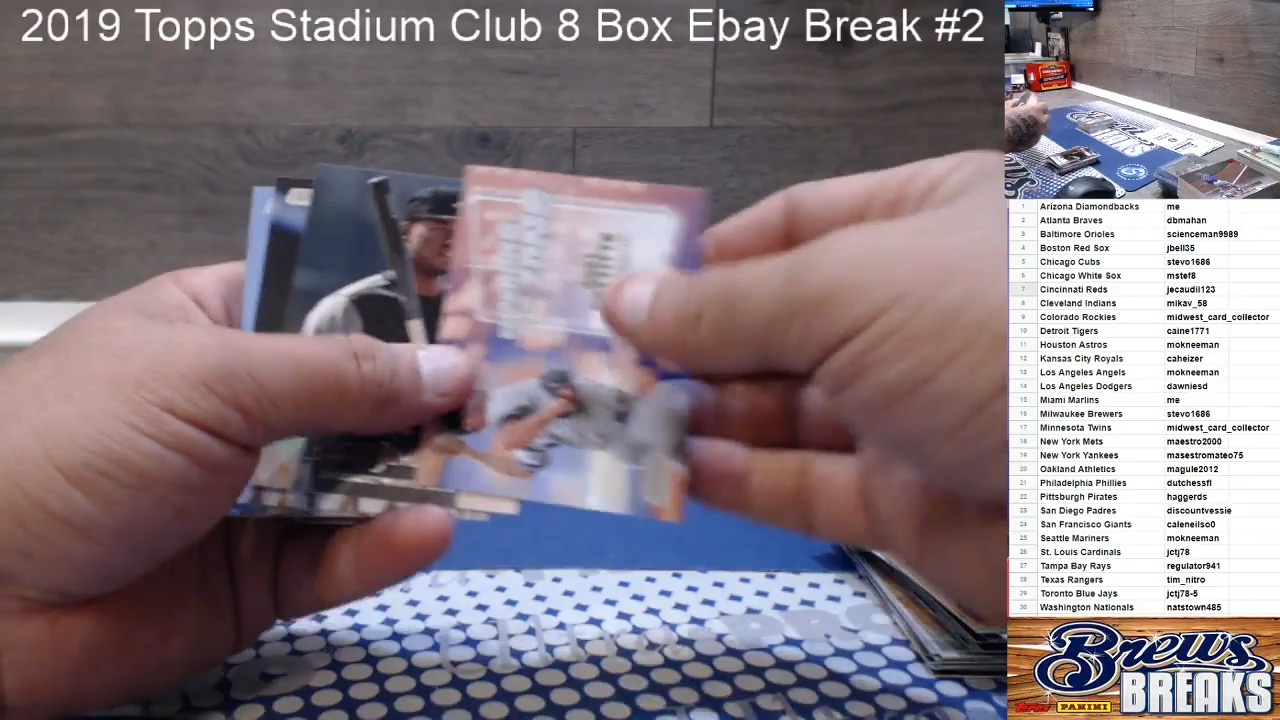 2019 Topps Stadium Club 8 Box Ebay Break #2
1 Arizona Diamondbacks me
2 Atlanta Braves dbmahan
3 Baltimore Orioles scienceman9989
4 Boston Red Sox jbell35
5 Chicago Cubs stevo1686
6 Chicago White Sox mstef8
7 Cincinnati Reds jecaudil123
8 Cleveland Indians mikav_58
9 Colorado Rockies midwest_card_collector
10 Detroit Tigers caine1771
11 Houston Astros mokneeman
12 Kansas City Royals caheizer
13 Los Angeles Angels mokneeman
14 Los Angeles Dodgers dawniesd
15 Miami Marlins me
16 Milwaukee Brewers stevo1686
17 Minnesota Twins midwest_card_collector
18 New York Mets maestro2000
19 New York Yankees masestromateo75
20 Oakland Athletics magule2012
21 Philadelphia Phillies dutchessfl
22 Pittsburgh Pirates haggerds
23 San Diego Padres discountvessie
24 San Francisco Giants caleneilso0
25 Seattle Mariners mokneeman
26 St. Louis Cardinals jctj78
27 Tampa Bay Rays regulator941
28 Texas Rangers tim_nitro
29 Toronto Blue Jays jctj78-5
30 Washington Nationals natstown485
Brews
BREAKS
Topps PANINI